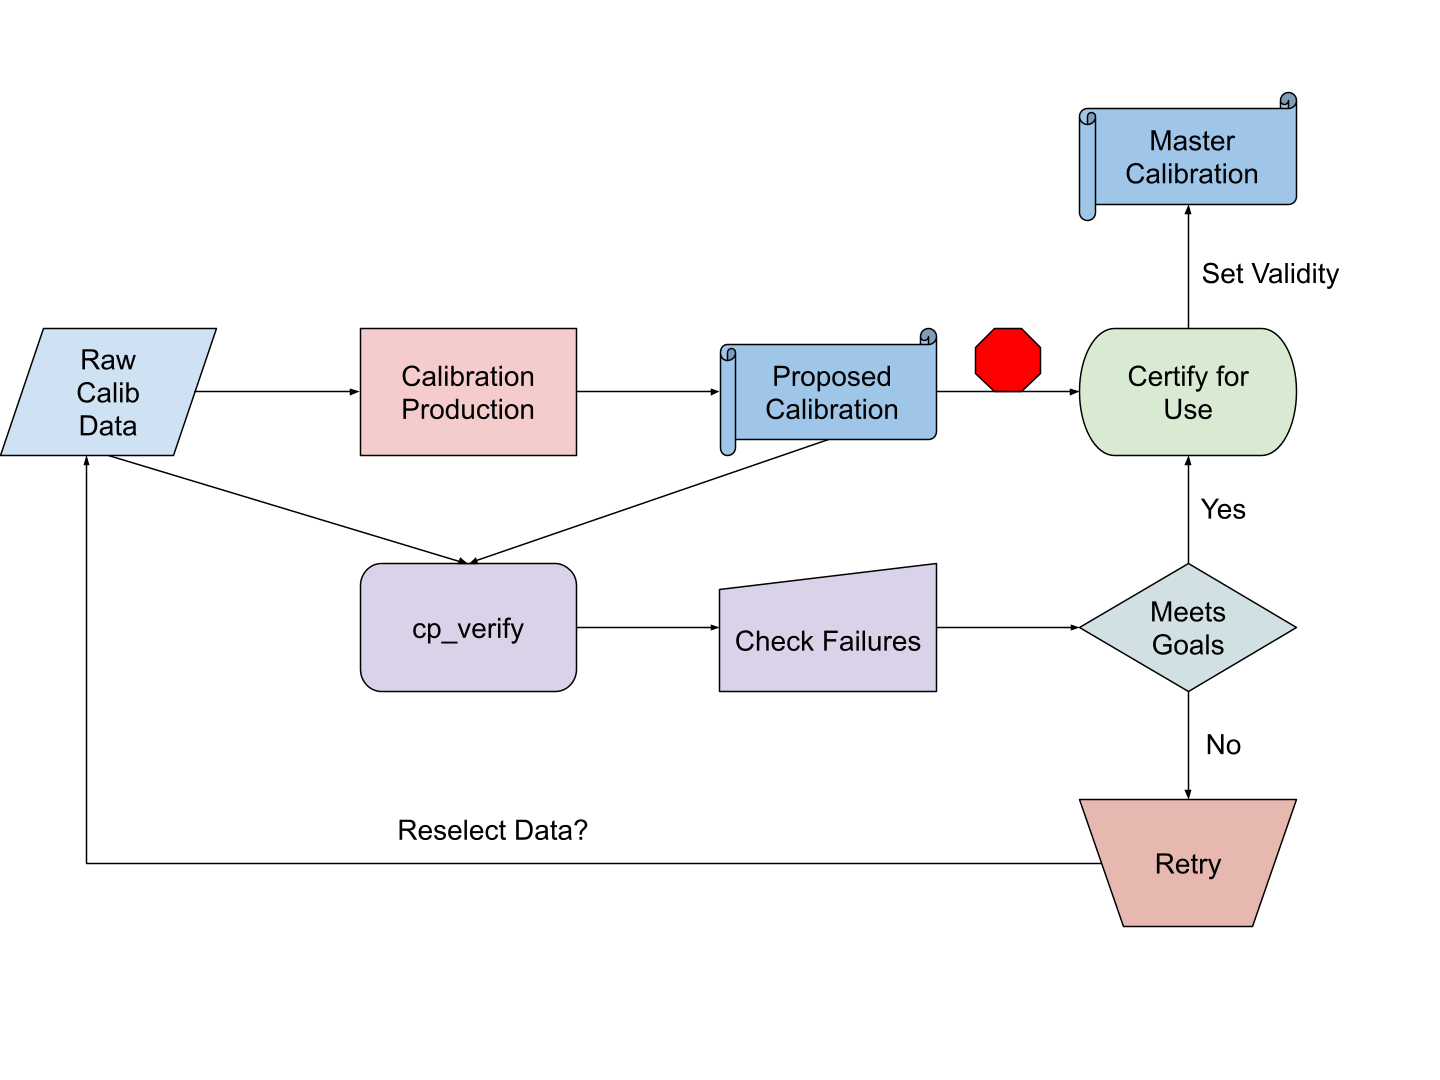 Master
Calibration
Set Validity
Raw
Calib
Data
Calibration
Production
Proposed
Calibration
Certify for
Use
Yes
cp_verify
Check Failures
Meets
Goals
No
Reselect Data?
Retry